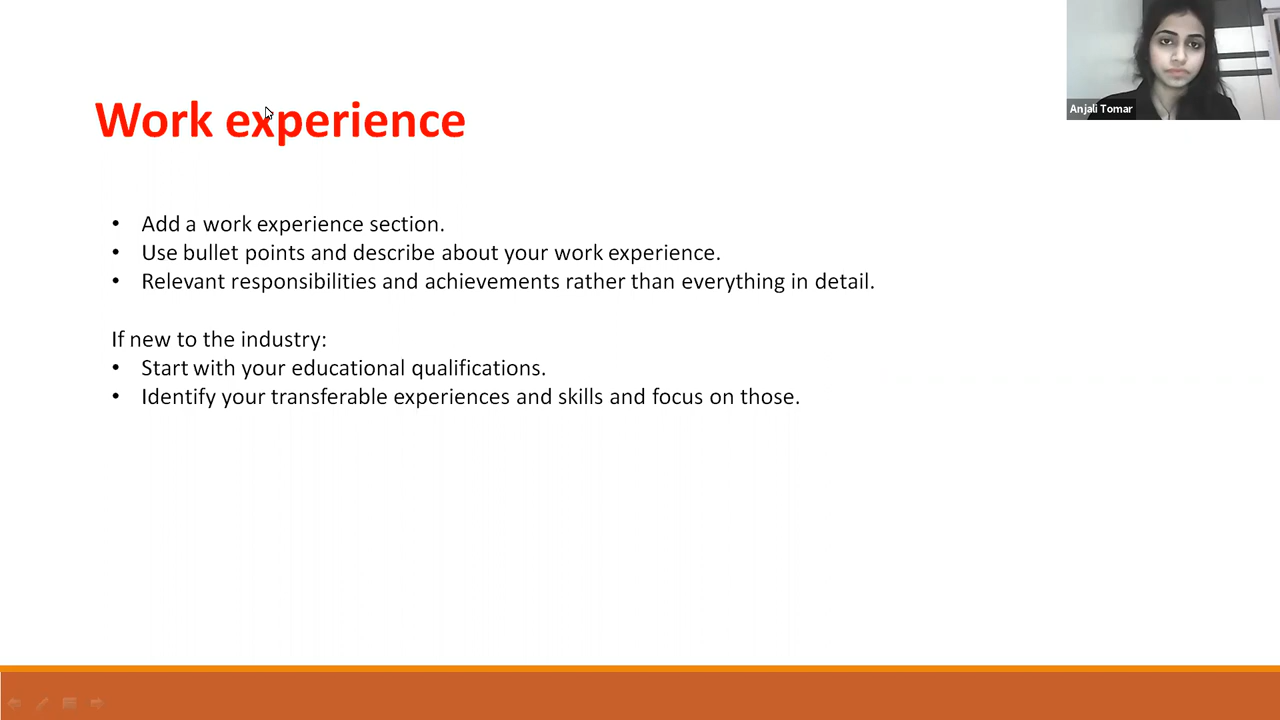 Anjali Tomar
Work experience
• Add a work experience section.
• Use bullet points and describe about your work experience.
• Relevant responsibilities and achievements rather than everything in detail.
If new to the industry:
• Start with your educational qualifications.
• Identify your transferable experiences and skills and focus on those.